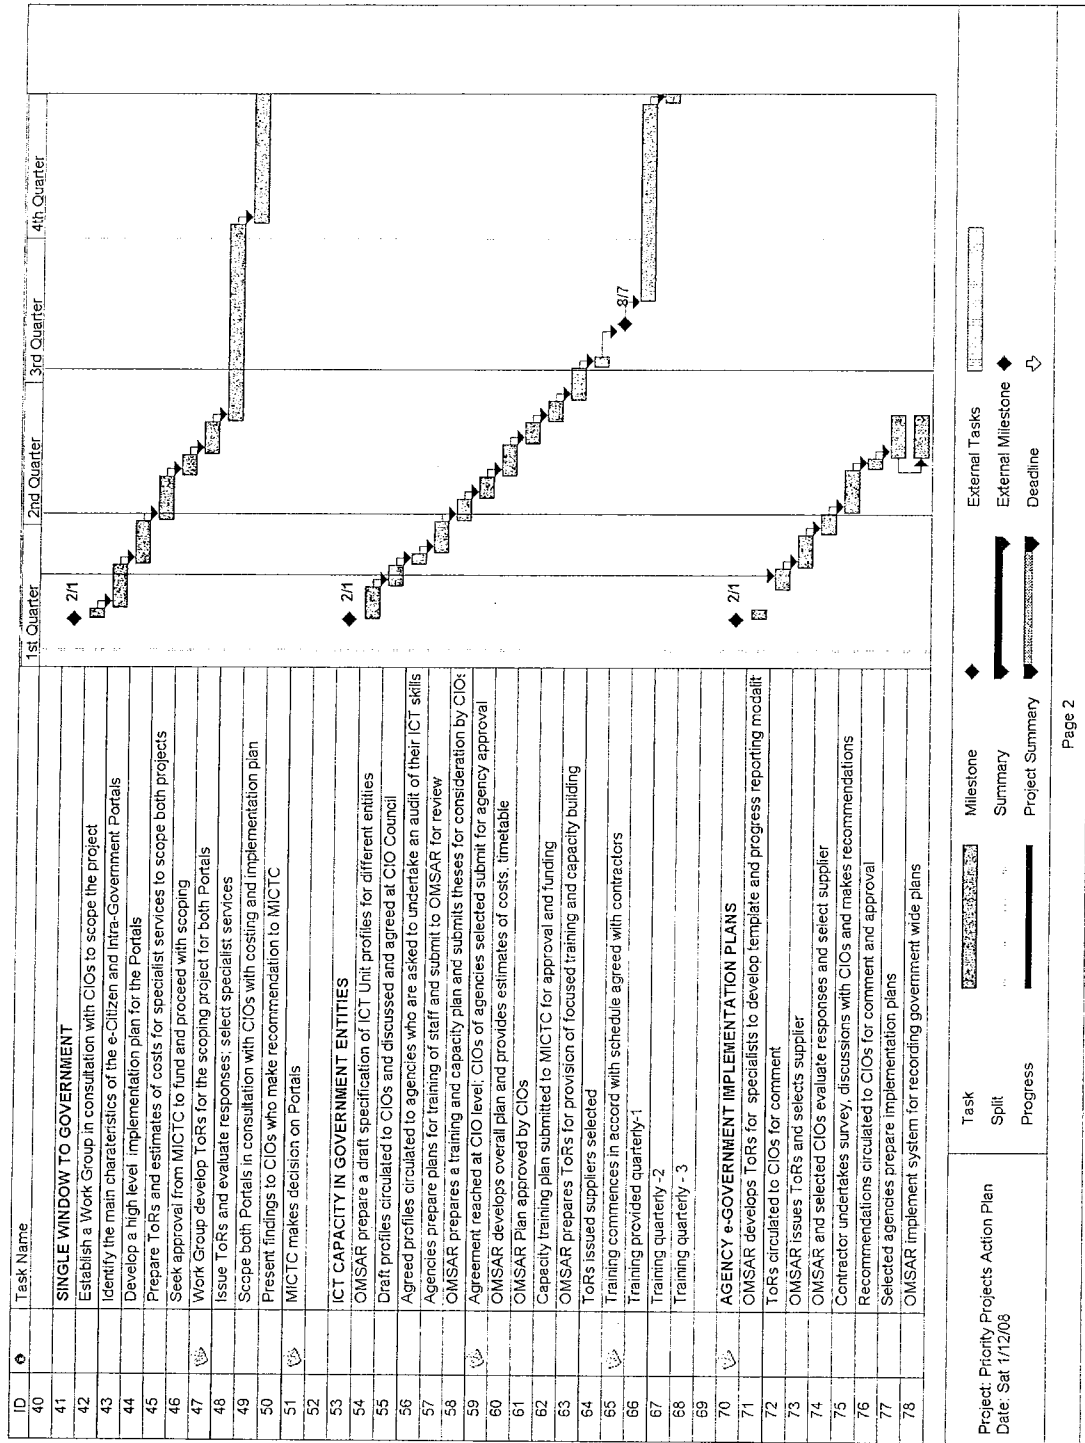 ID Task Name 1st Quarter 2nd Quarter 3rd Quarter 4th Quarter
40
41 SINGLE WINDOW TO GOVERNMENT 2/1
42 Establish a Work Group in consultation with CIOs to scope the project
43 Identify the main charateristics of the e-Citizen and Intra-Government Portals
44 Develop a high level implementation plan for the Portals
45 Prepare ToRs and estimates of costs for specialist services to scope both projects
46 Seek approval from MICTC to fund and proceed with scoping
47 Work Group develop ToRs for the scoping project for both Portals
48 Issue ToRs and evaluate responses; select specialist services
49 Scope both Portals in consultation with CIOs with costing and implementation plan
50 Present findings to CIOs who make recommendation to MICTC
51 MICTC makes decision on Portals
52
53 ICT CAPACITY IN GOVERNMENT ENTITIES 2/1
54 OMSAR prepare a draft specification of ICT Unit profiles for different entities
55 Draft profiles circulated to CIOs and discussed and agreed at CIO Council
56 Agreed profiles circulated to agencies who are asked to undertake an audit of their ICT skills
57 Agencies prepare plans for training of staff and submit to OMSAR for review
58 OMSAR prepares a training and capacity plan and submits theses for consideration by CIOs
59 Agreement reached at CIO level; CIOs of agencies selected submit for agency approval
60 OMSAR develops overall plan and provides estimates of costs, timetable
61 OMSAR Plan approved by CIOs
62 Capacity training plan submitted to MICTC for approval and funding
63 OMSAR prepares ToRs for provision of focused training and capacity building
64 ToRs issued suppliers selected
65 Training commences in accord with schedule agreed with contractors 8/7
66 Training provided quarterly-1
67 Training quarterly -2
68 Training quarterly - 3
69
70 AGENCY e-GOVERNMENT IMPLEMENTATION PLANS 2/1
71 OMSAR develops ToRs for specialists to develop template and progress reporting modalit
72 ToRs circulated to CIOs for comment
73 OMSAR issues ToRs and selects supplier
74 OMSAR and selected CIOs evaluate responses and select supplier
75 Contractor undertakes survey, discussions with CIOs and makes recommendations
76 Recommendations circulated to CIOs for comment and approval
77 Selected agencies prepare implementation plans
78 OMSAR implement system for recording government wide plans
Project: Priority Projects Action Plan
Date: Sat 1/12/08
Task Milestone External Tasks
Split Summary External Milestone
Progress Project Summary Deadline
Page 2